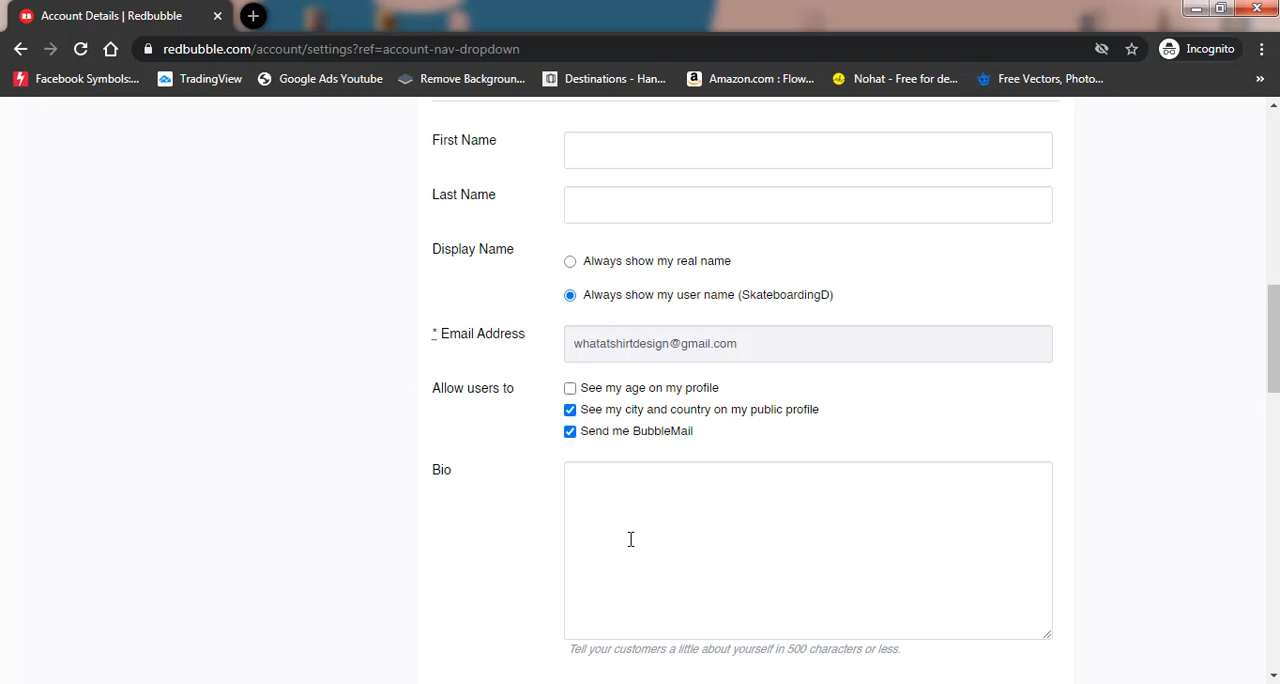 Account Details | Redbubble
redbubble.com/account/settings?ref=account-nav-dropdown
Incognito
Facebook Symbols:...
TradingView
Google Ads Youtube
Remove Backgroun...
Destinations - Han...
Amazon.com : Flow...
Nohat - Free for de...
Free Vectors, Photo...
»
First Name
Last Name
Display Name
Always show my real name
Always show my user name (SkateboardingD)
* Email Address
whatatshirtdesign@gmail.com
Allow users to
See my age on my profile
See my city and country on my public profile
Send me BubbleMail
Bio
Tell your customers a little about yourself in 500 characters or less.